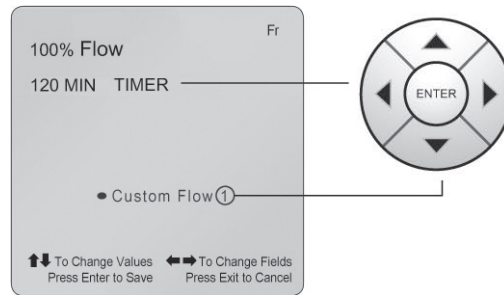 Fr
100% Flow
120 MIN TIMER
ENTER
Custom Flow 1
⬆⬇ To Change Values ⬅➡ To Change Fields
Press Enter to Save Press Exit to Cancel